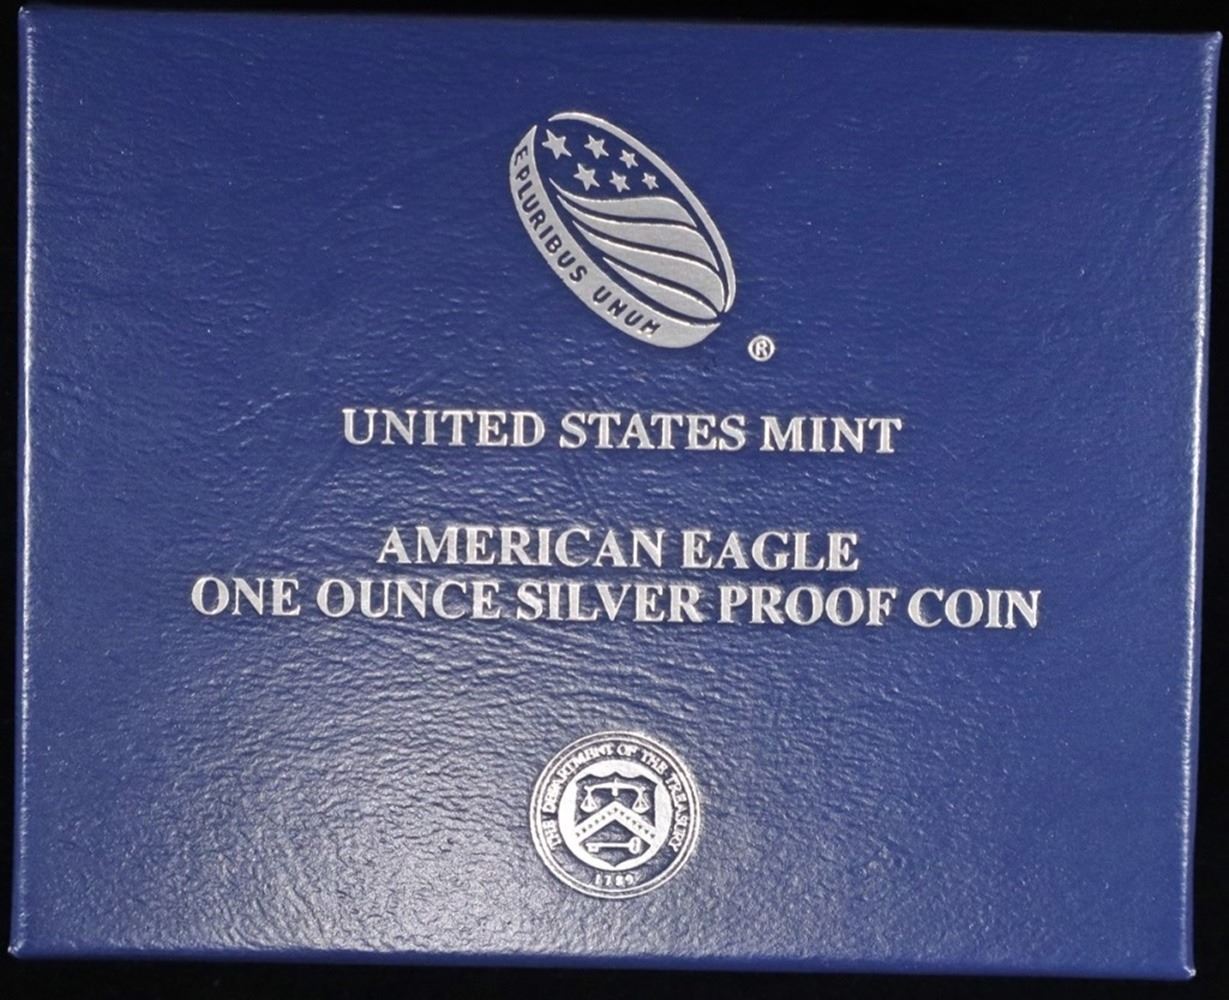 E PLURIBUS UNUM
®
UNITED STATES MINT
AMERICAN EAGLE
ONE OUNCE SILVER PROOF COIN
THE DEPARTMENT OF THE TREASURY
1789